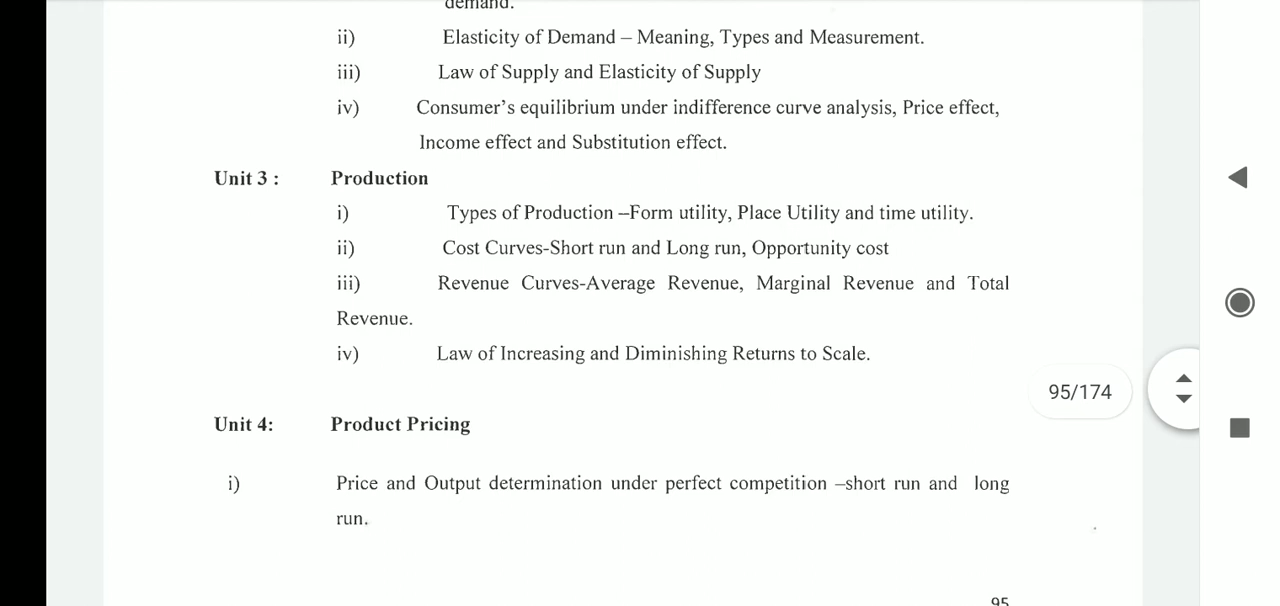 demand.
ii) Elasticity of Demand – Meaning, Types and Measurement.
iii) Law of Supply and Elasticity of Supply
iv) Consumer's equilibrium under indifference curve analysis, Price effect,
Income effect and Substitution effect.
Unit 3 : Production
i) Types of Production –Form utility, Place Utility and time utility.
ii) Cost Curves-Short run and Long run, Opportunity cost
iii) Revenue Curves-Average Revenue, Marginal Revenue and Total
Revenue.
iv) Law of Increasing and Diminishing Returns to Scale.
95/174
Unit 4: Product Pricing
i) Price and Output determination under perfect competition –short run and long
run.
95